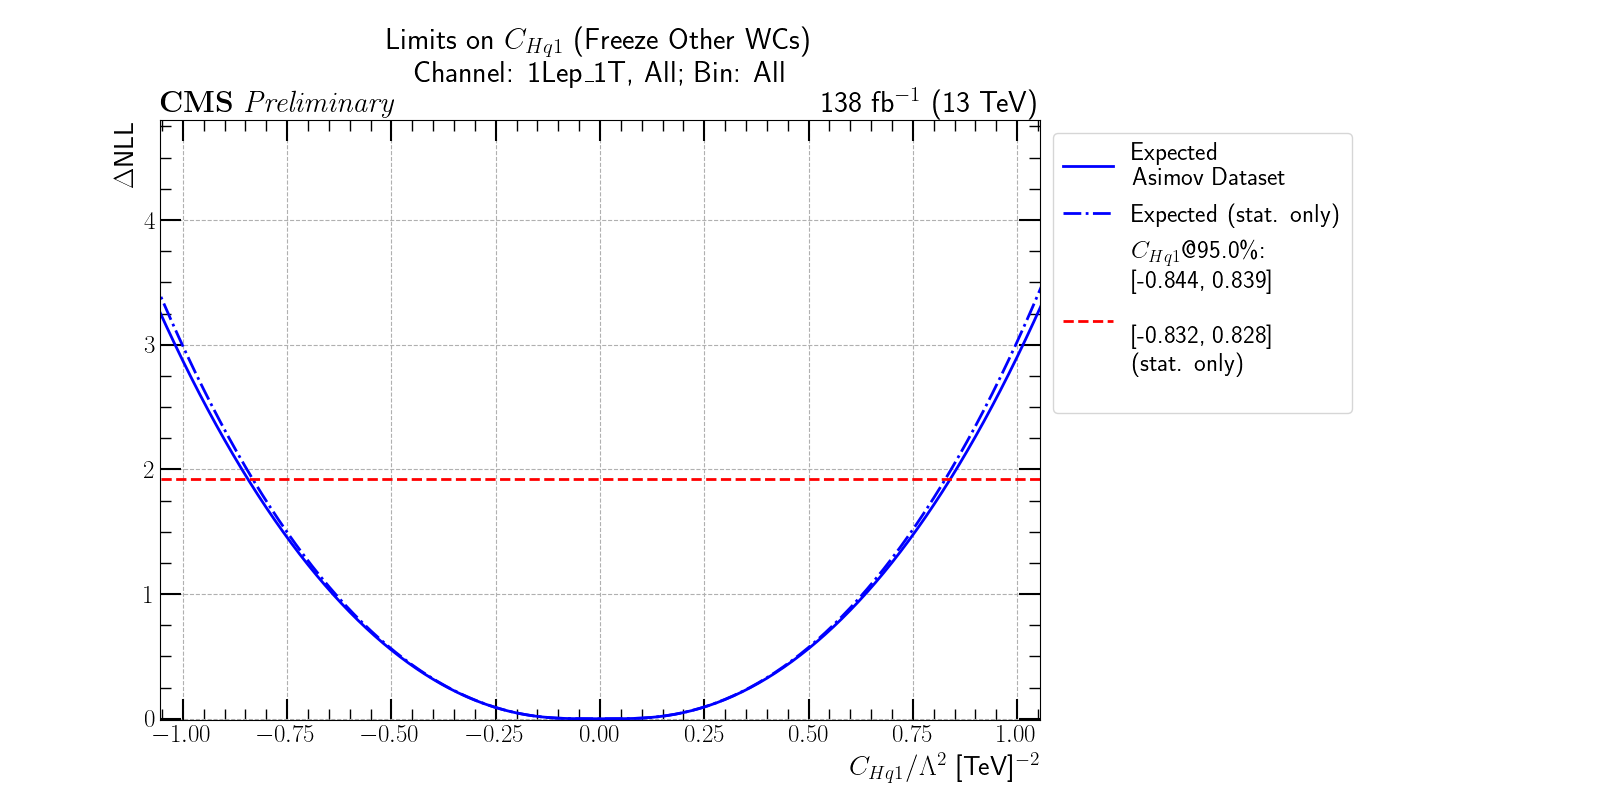 Limits on C_{Hq1} (Freeze Other WCs)
Channel: 1Lep_1T, All; Bin: All
CMS Preliminary
138 fb⁻¹ (13 TeV)
ΔNLL
4
3
2
1
0
−1.00 −0.75 −0.50 −0.25 0.00 0.25 0.50 0.75 1.00
C_{Hq1}/Λ² [TeV]⁻²
Expected
Asimov Dataset
Expected (stat. only)
C_{Hq1}@95.0%:
[-0.844, 0.839]
[-0.832, 0.828]
(stat. only)